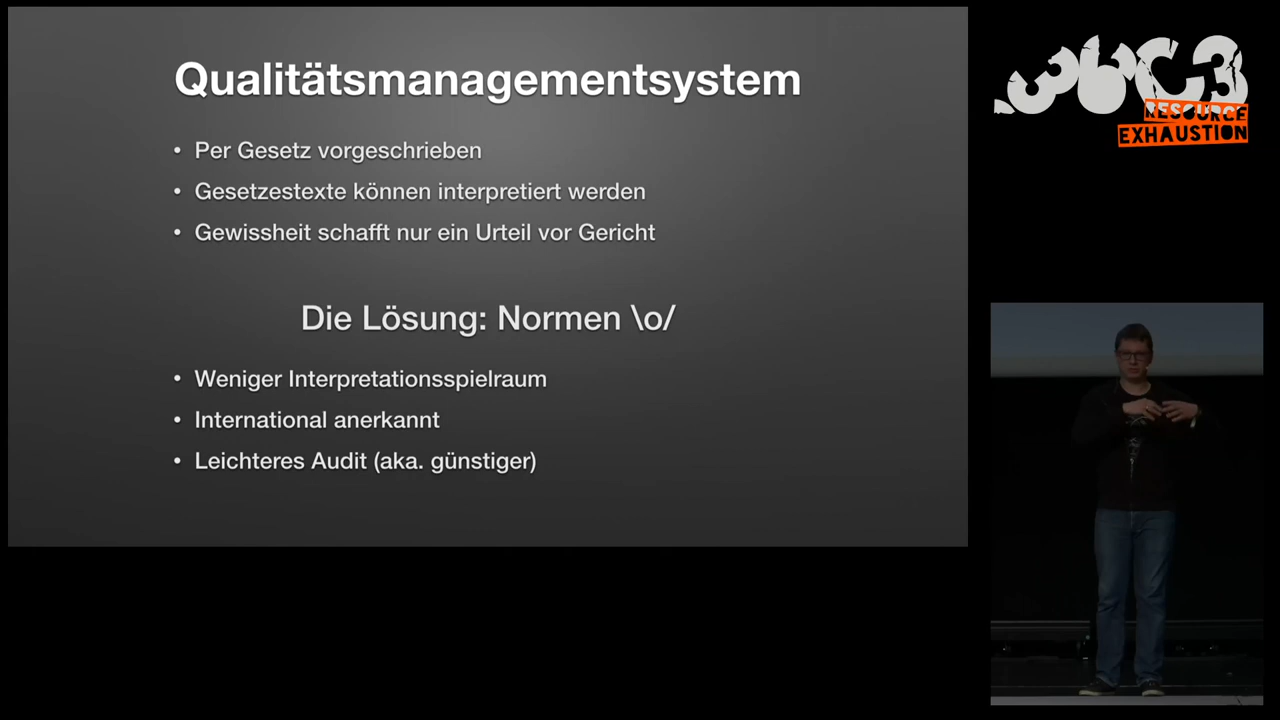 Qualitätsmanagementsystem
• Per Gesetz vorgeschrieben
• Gesetzestexte können interpretiert werden
• Gewissheit schafft nur ein Urteil vor Gericht
Die Lösung: Normen \o/
• Weniger Interpretationsspielraum
• International anerkannt
• Leichteres Audit (aka. günstiger)
36C3
RESOURCE
EXHAUSTION